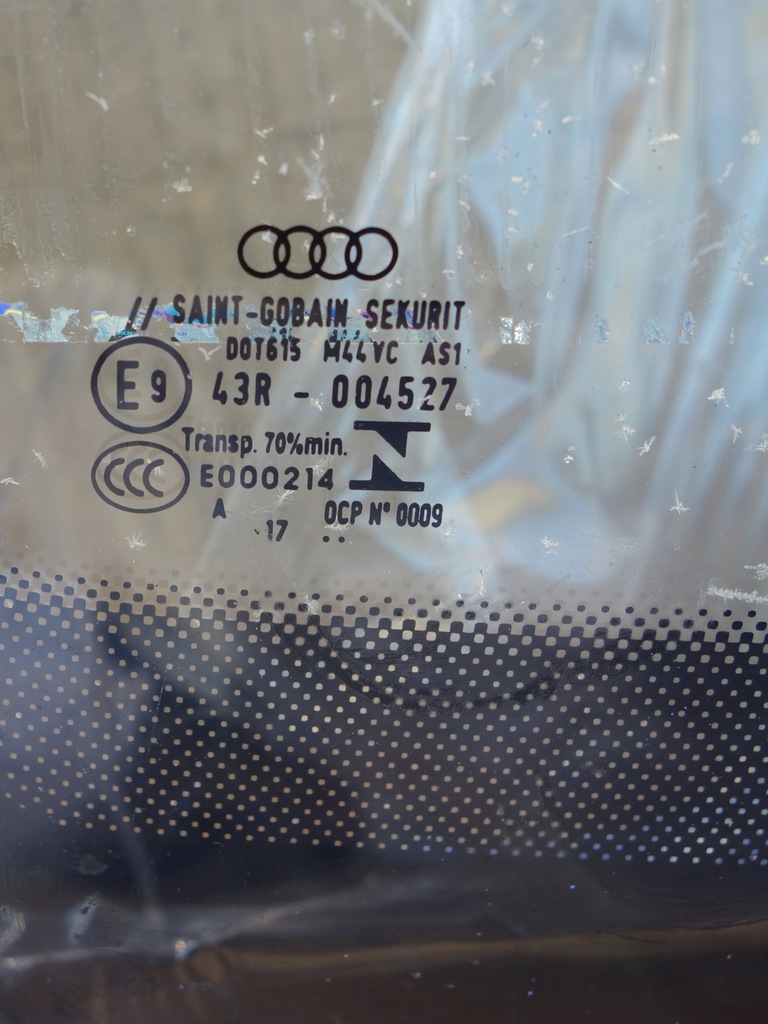 // SAINT-GOBAIN SEKURIT
DOT615 M44VC AS1
E9 43R - 004527
Transp. 70%min.
CCC E000214
A OCP N° 0009
17 ..